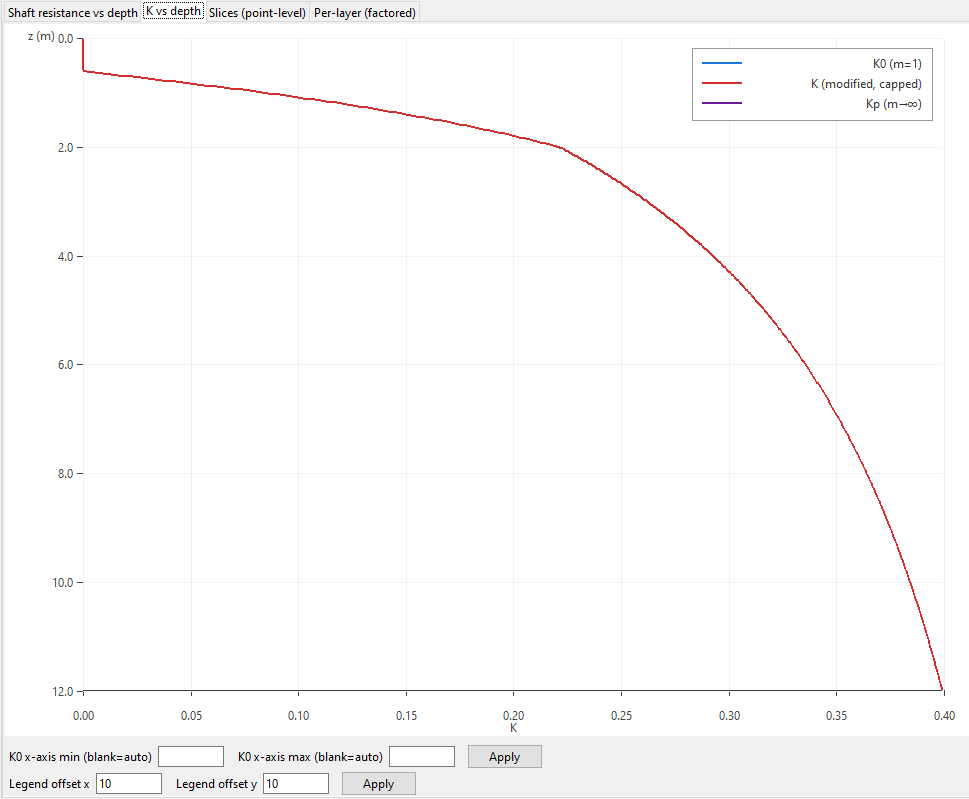 Shaft resistance vs depth K vs depth Slices (point-level) Per-layer (factored)
z (m)
0.0
2.0
4.0
6.0
8.0
10.0
12.0
K0 (m=1)
K (modified, capped)
Kp (m→∞)
0.00 0.05 0.10 0.15 0.20 0.25 0.30 0.35 0.40
K
K0 x-axis min (blank=auto) K0 x-axis max (blank=auto) Apply
Legend offset x 10 Legend offset y 10 Apply